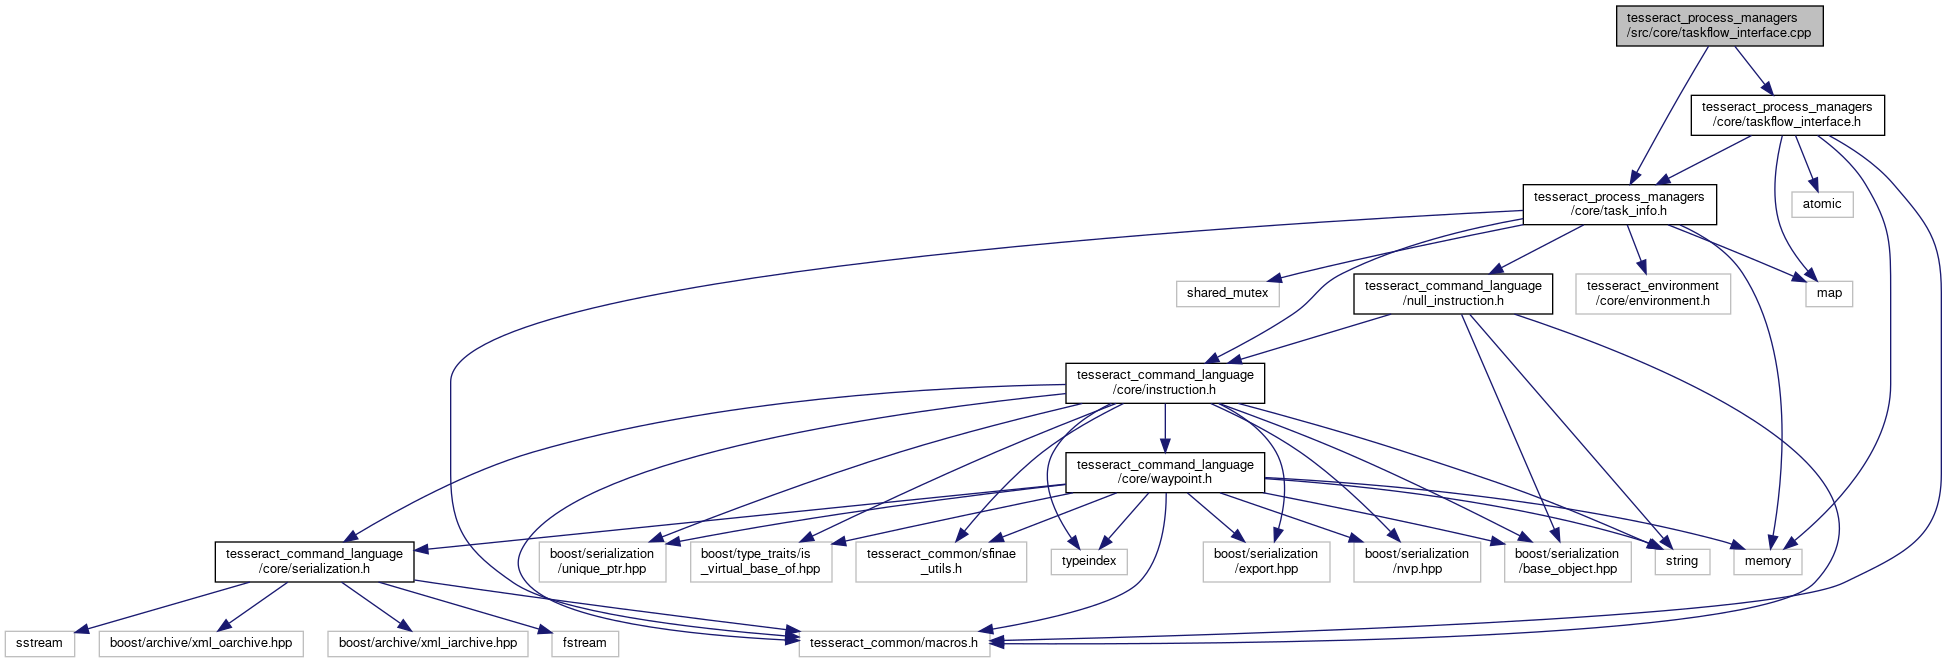 tesseract_process_managers
/src/core/taskflow_interface.cpp
tesseract_process_managers
/core/taskflow_interface.h
tesseract_process_managers
/core/task_info.h
atomic
shared_mutex
tesseract_command_language
/null_instruction.h
tesseract_environment
/core/environment.h
map
tesseract_command_language
/core/instruction.h
tesseract_command_language
/core/waypoint.h
tesseract_command_language
/core/serialization.h
boost/serialization
/unique_ptr.hpp
boost/type_traits/is
_virtual_base_of.hpp
tesseract_common/sfinae
_utils.h
typeindex
boost/serialization
/export.hpp
boost/serialization
/nvp.hpp
boost/serialization
/base_object.hpp
string
memory
sstream
boost/archive/xml_oarchive.hpp
boost/archive/xml_iarchive.hpp
fstream
tesseract_common/macros.h